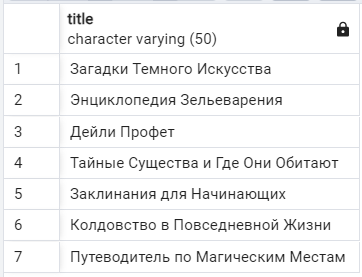 title
character varying (50)
1 Загадки Темного Искусства
2 Энциклопедия Зельеварения
3 Дейли Профет
4 Тайные Существа и Где Они Обитают
5 Заклинания для Начинающих
6 Колдовство в Повседневной Жизни
7 Путеводитель по Магическим Местам